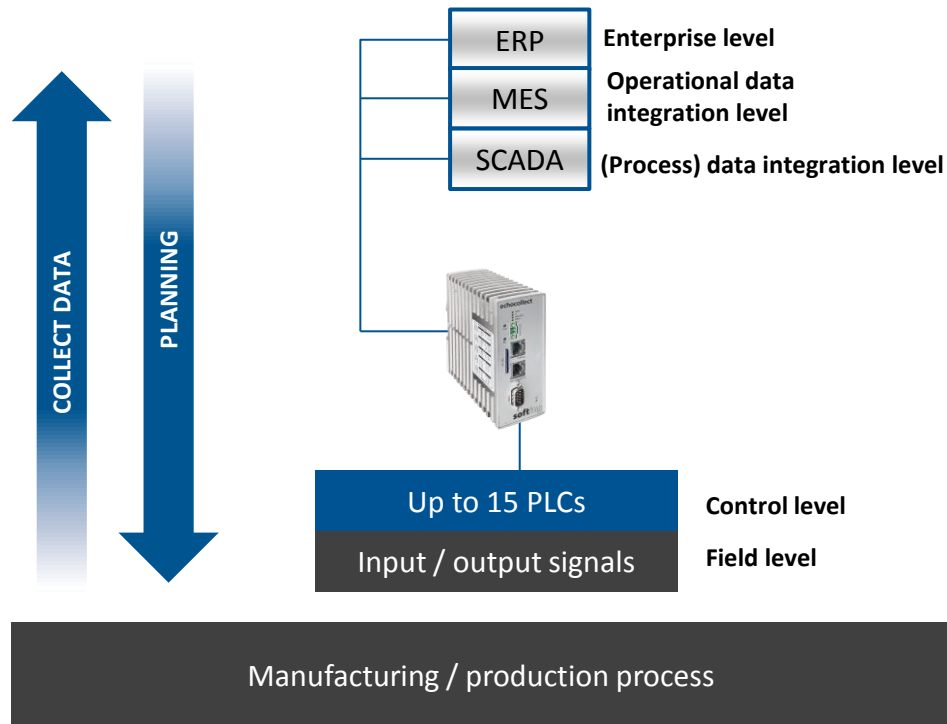 ERP
Enterprise level
MES
Operational data
integration level
SCADA
(Process) data integration level
COLLECT DATA
PLANNING
echocollect
soft
Up to 15 PLCs
Control level
Input / output signals
Field level
Manufacturing / production process